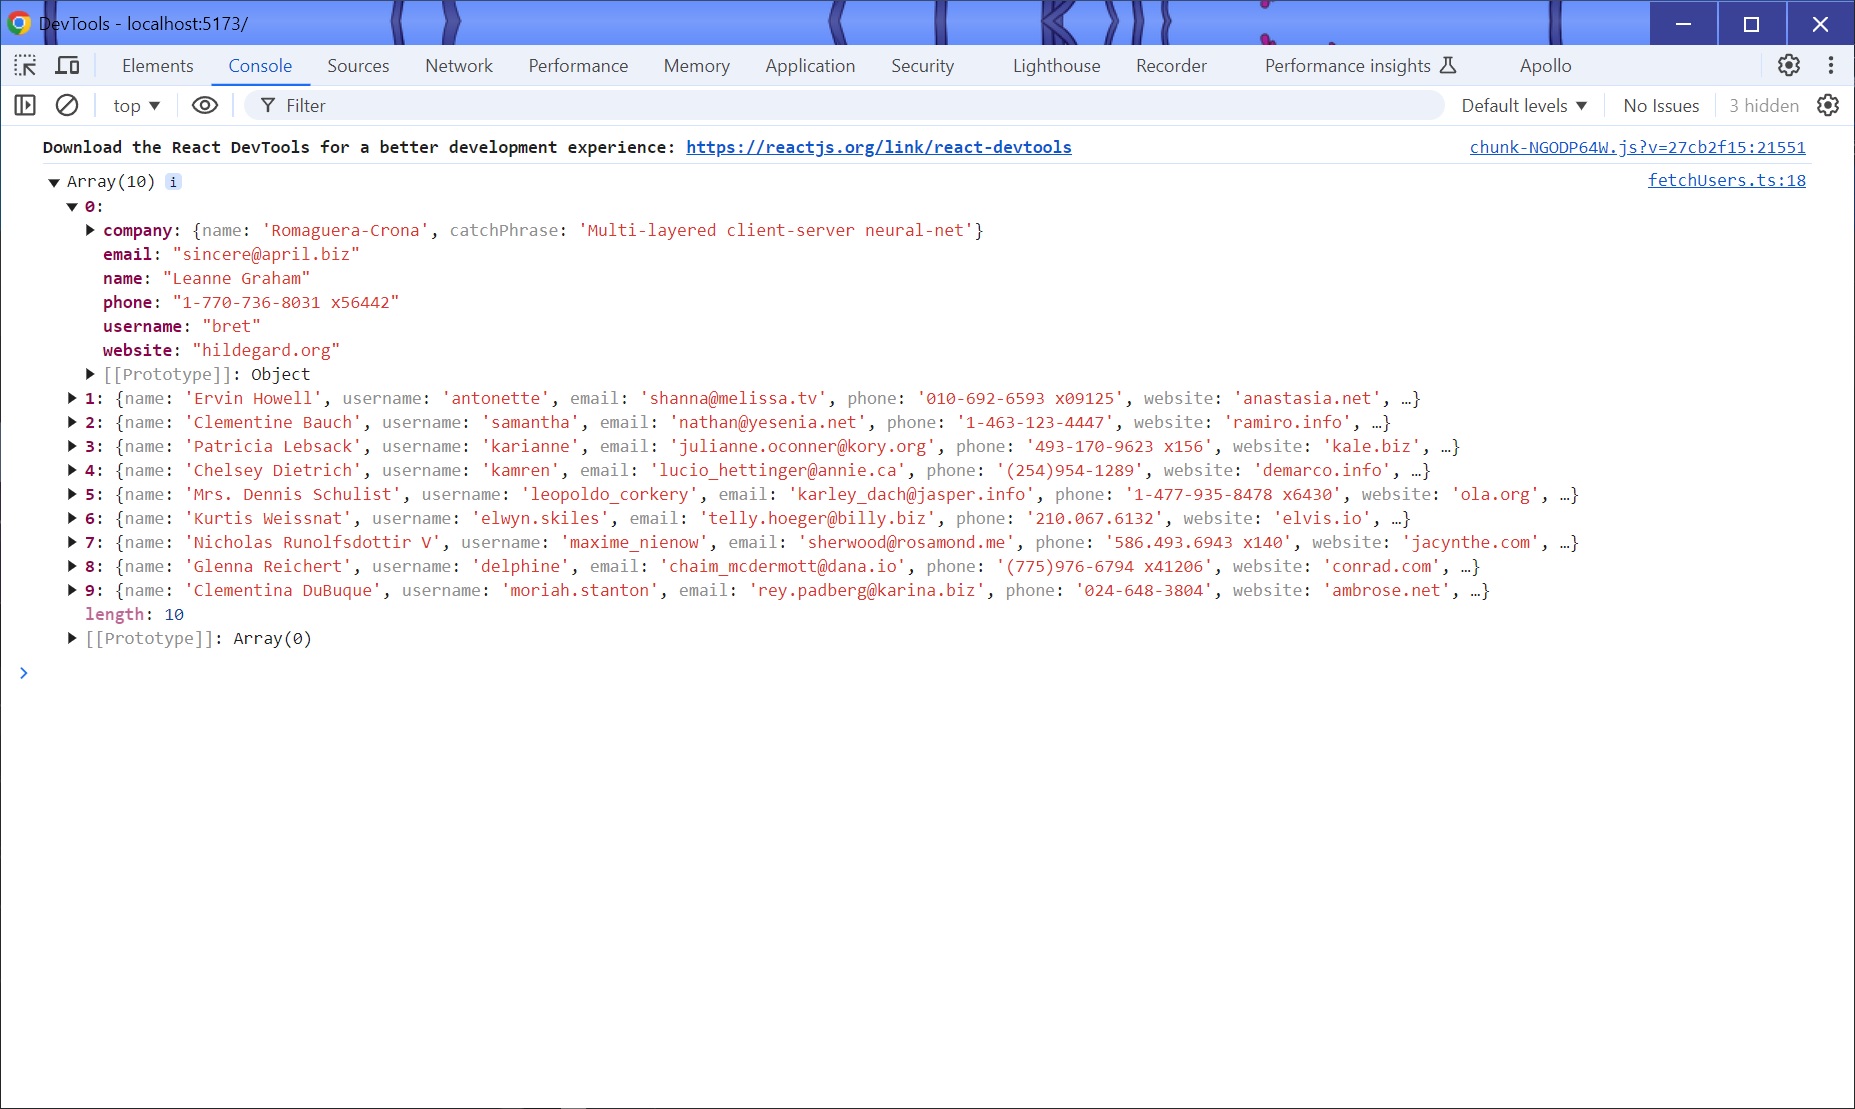 DevTools - localhost:5173/
Elements Console Sources Network Performance Memory Application Security Lighthouse Recorder Performance insights Apollo
top Filter Default levels No Issues 3 hidden
Download the React DevTools for a better development experience: https://reactjs.org/link/react-devtools chunk-NGODP64W.js?v=27cb2f15:21551
Array(10) i fetchUsers.ts:18
0:
company: {name: 'Romaguera-Crona', catchPhrase: 'Multi-layered client-server neural-net'}
email: "sincere@april.biz"
name: "Leanne Graham"
phone: "1-770-736-8031 x56442"
username: "bret"
website: "hildegard.org"
[[Prototype]]: Object
1: {name: 'Ervin Howell', username: 'antonette', email: 'shanna@melissa.tv', phone: '010-692-6593 x09125', website: 'anastasia.net', …}
2: {name: 'Clementine Bauch', username: 'samantha', email: 'nathan@yesenia.net', phone: '1-463-123-4447', website: 'ramiro.info', …}
3: {name: 'Patricia Lebsack', username: 'karianne', email: 'julianne.oconner@kory.org', phone: '493-170-9623 x156', website: 'kale.biz', …}
4: {name: 'Chelsey Dietrich', username: 'kamren', email: 'lucio_hettinger@annie.ca', phone: '(254)954-1289', website: 'demarco.info', …}
5: {name: 'Mrs. Dennis Schulist', username: 'leopoldo_corkery', email: 'karley_dach@jasper.info', phone: '1-477-935-8478 x6430', website: 'ola.org', …}
6: {name: 'Kurtis Weissnat', username: 'elwyn.skiles', email: 'telly.hoeger@billy.biz', phone: '210.067.6132', website: 'elvis.io', …}
7: {name: 'Nicholas Runolfsdottir V', username: 'maxime_nienow', email: 'sherwood@rosamond.me', phone: '586.493.6943 x140', website: 'jacynthe.com', …}
8: {name: 'Glenna Reichert', username: 'delphine', email: 'chaim_mcdermott@dana.io', phone: '(775)976-6794 x41206', website: 'conrad.com', …}
9: {name: 'Clementina DuBuque', username: 'moriah.stanton', email: 'rey.padberg@karina.biz', phone: '024-648-3804', website: 'ambrose.net', …}
length: 10
[[Prototype]]: Array(0)